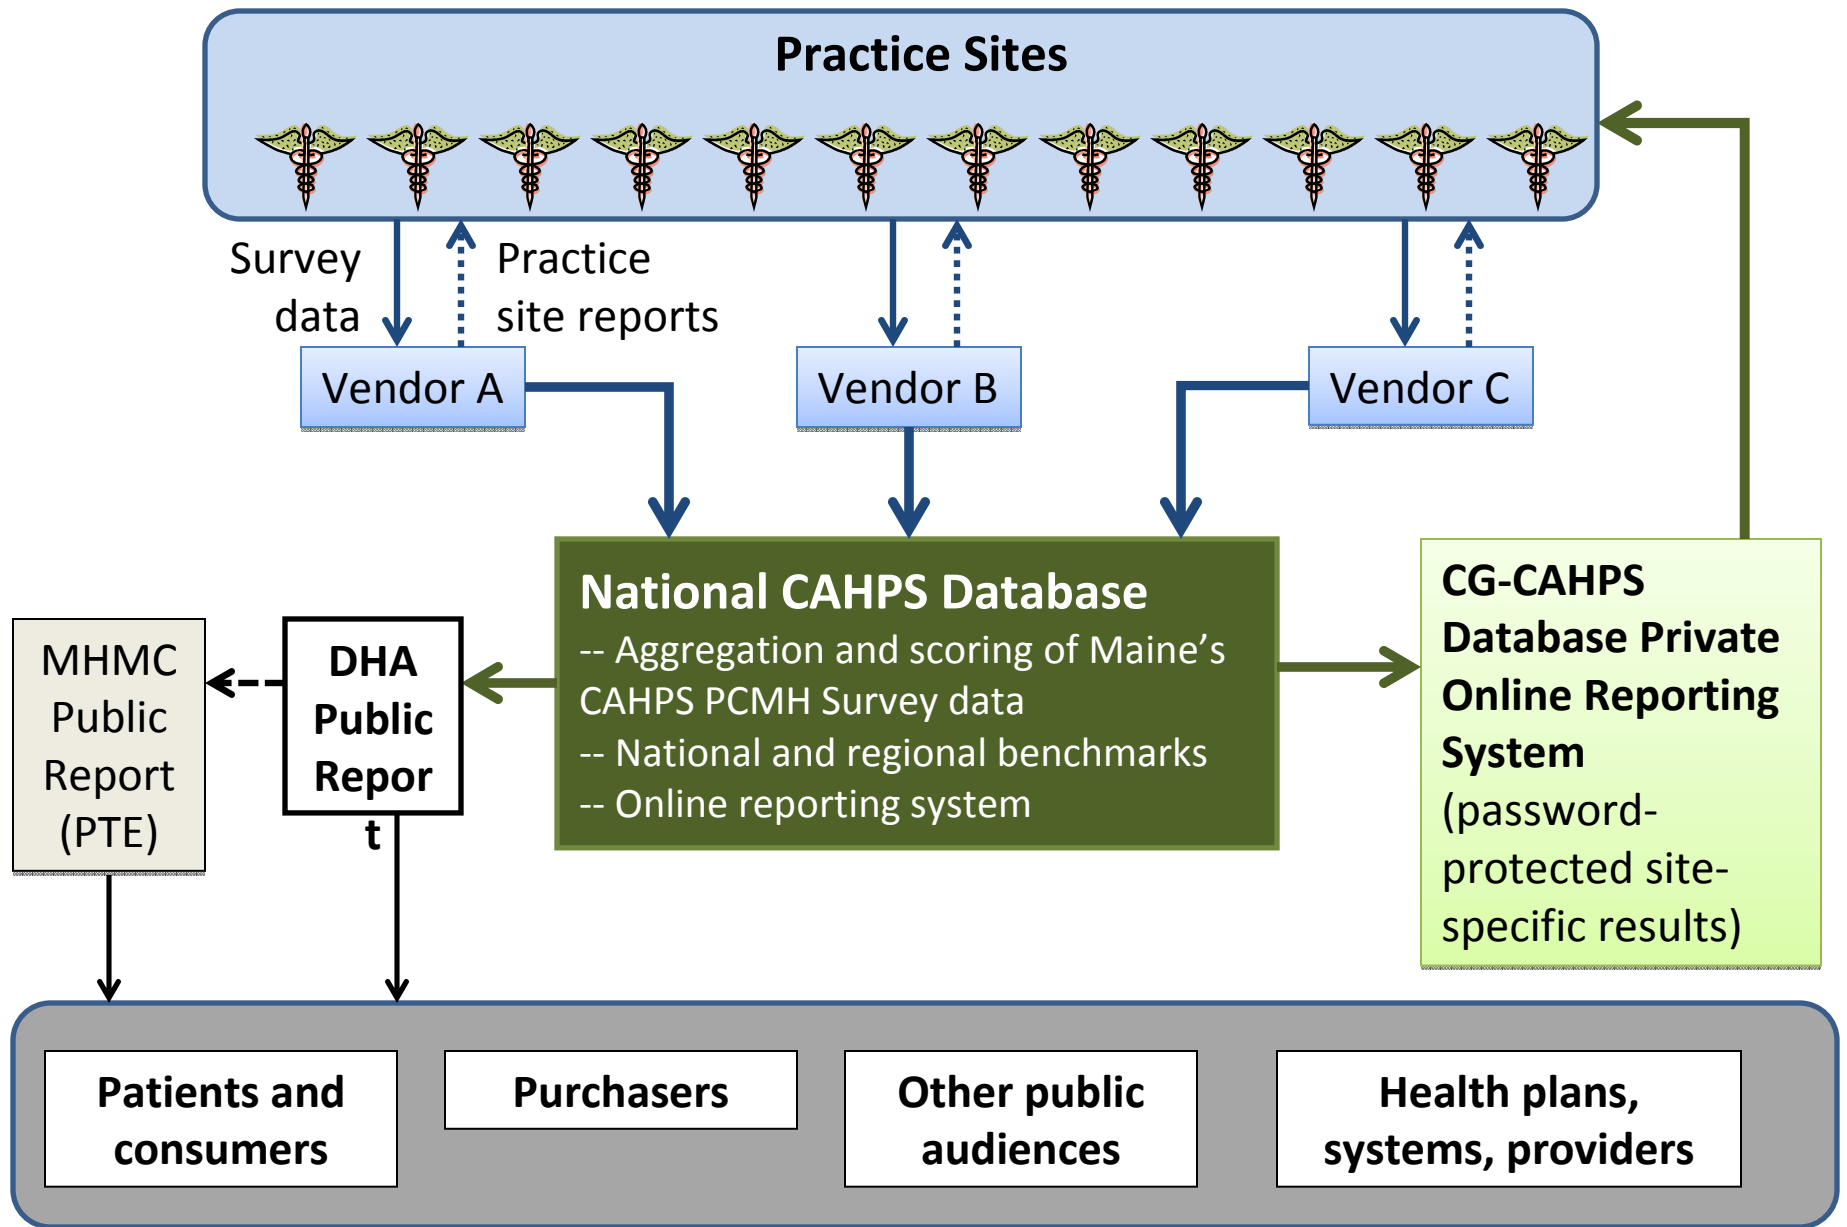 Practice Sites
Survey
data
Practice
site reports
Vendor A
Vendor B
Vendor C
National CAHPS Database
-- Aggregation and scoring of Maine’s
CAHPS PCMH Survey data
-- National and regional benchmarks
-- Online reporting system
CG-CAHPS
Database Private
Online Reporting
System
(password-
protected site-
specific results)
MHMC
Public
Report
(PTE)
DHA
Public
Repor
t
Patients and
consumers
Purchasers
Other public
audiences
Health plans,
systems, providers